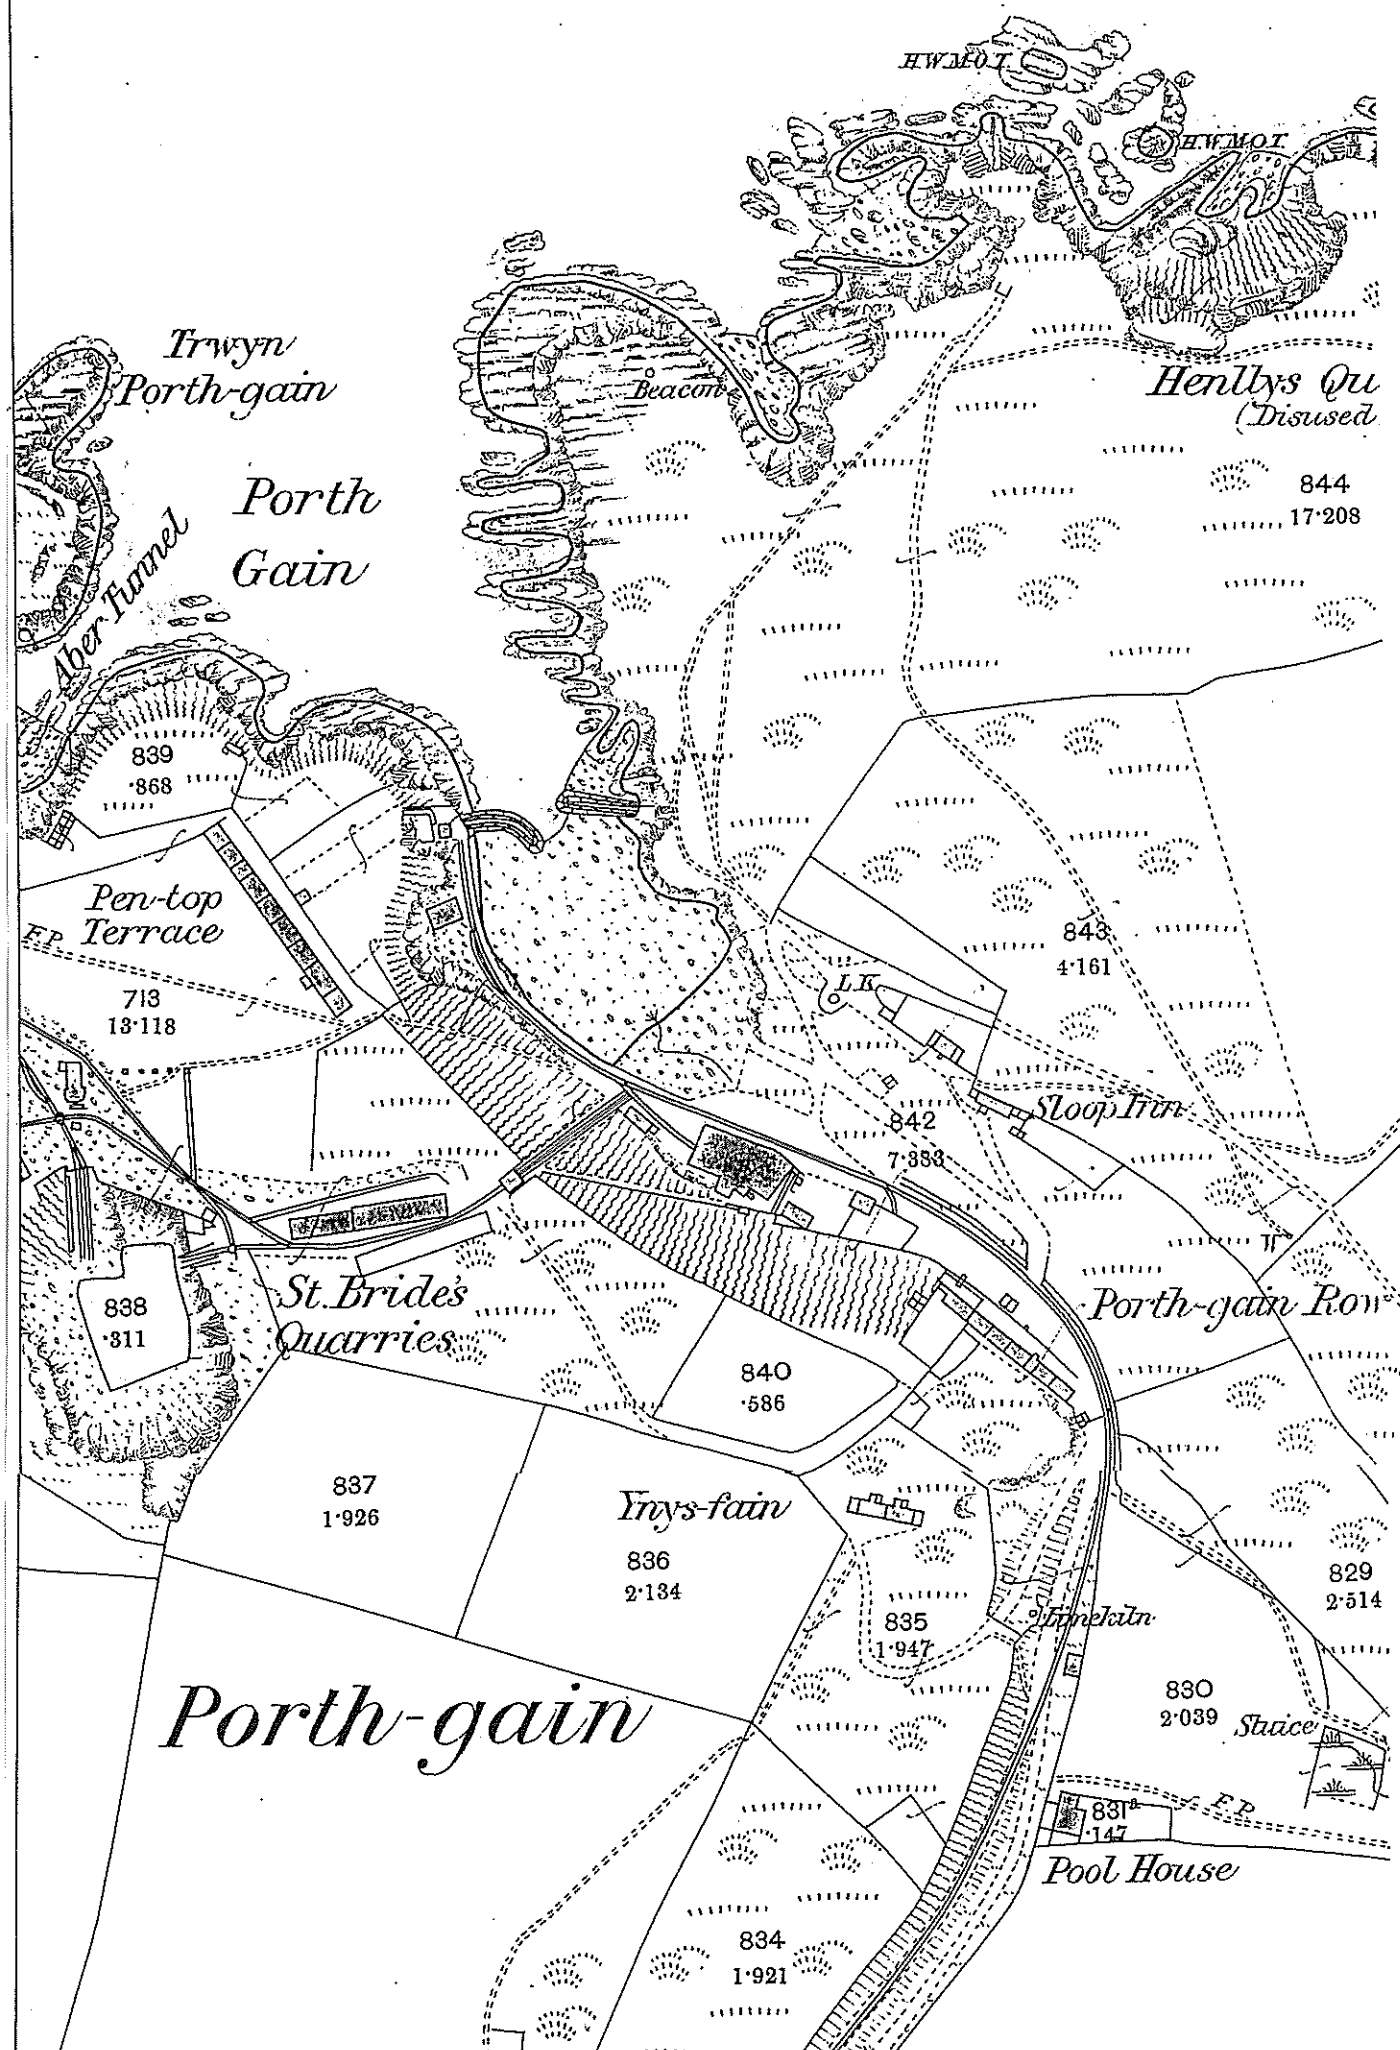 H.W.M.O.T.
H.W.M.O.T.
Trwyn
Porth-gain
Beacon
Henllys Qu
(Disused
Porth
Gain
844
17·208
Aber Tunnel
839
·868
Pen-top
Terrace
F.P.
843
4·161
L.K.
713
13·118
Sloop Inn
842
7·383
W
St. Bride's
Quarries
838
·311
Porth-gain Row
840
·586
837
1·926
Ynys-fain
836
2·134
829
2·514
835
1·947
Limekiln
Porth-gain
830
2·039
Sluice
831a
·147
F.P.
Pool House
834
1·921